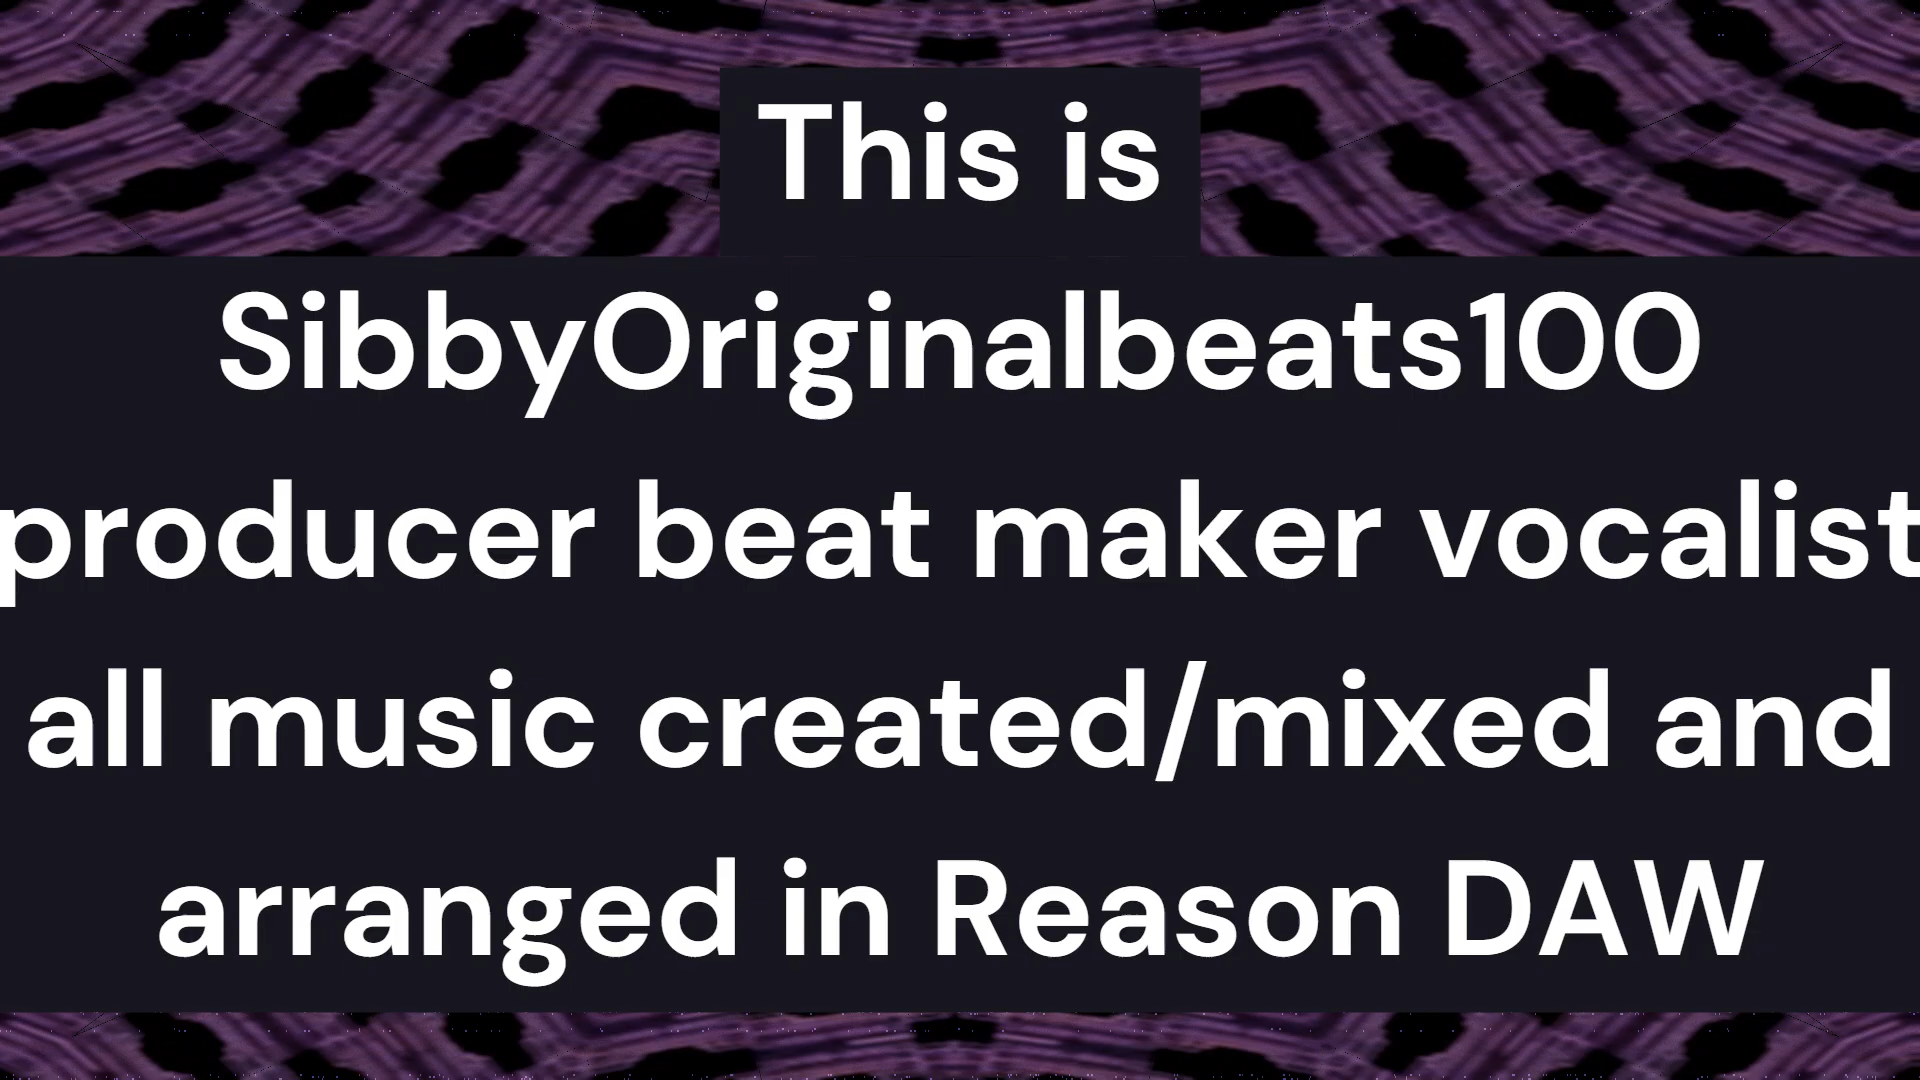 This is
SibbyOriginalbeats100
producer beat maker vocalist
all music created/mixed and
arranged in Reason DAW